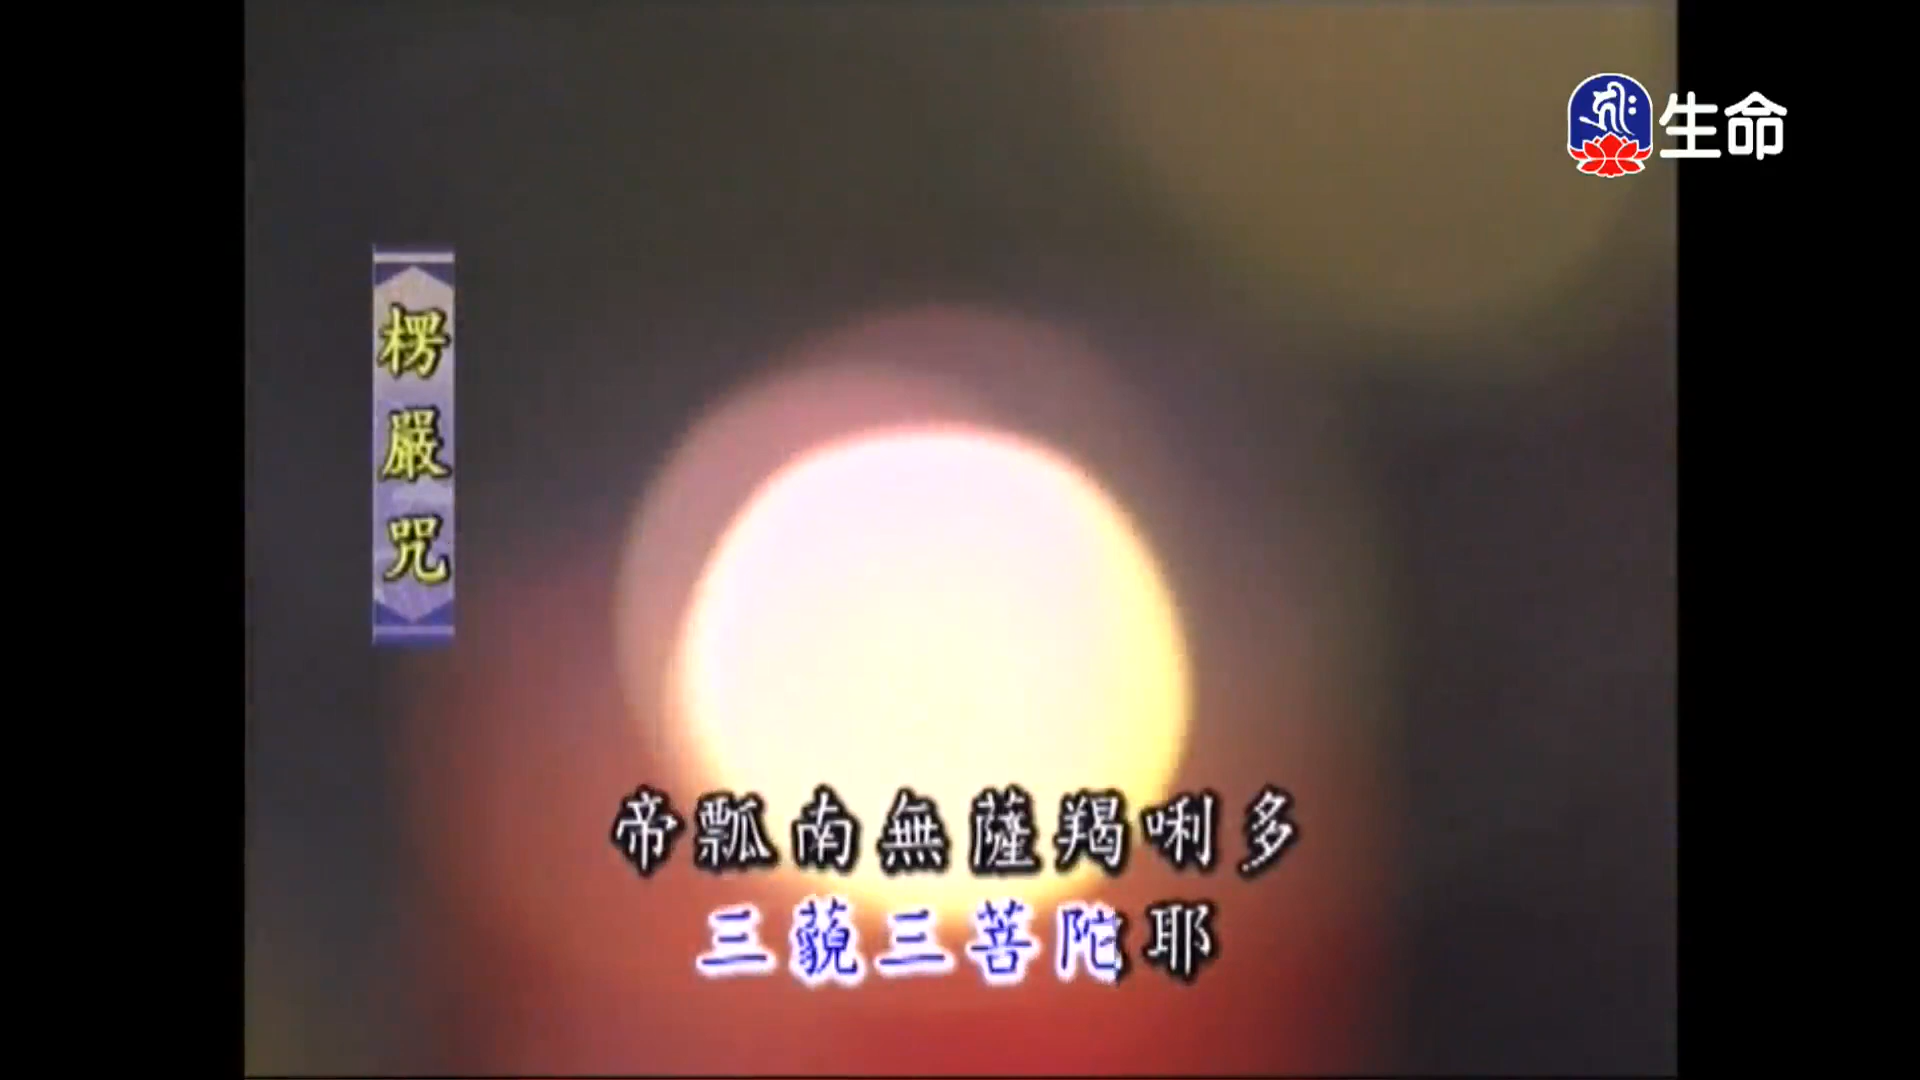 生命
楞嚴咒
帝瓢南無薩羯唎多
三藐三菩陀耶